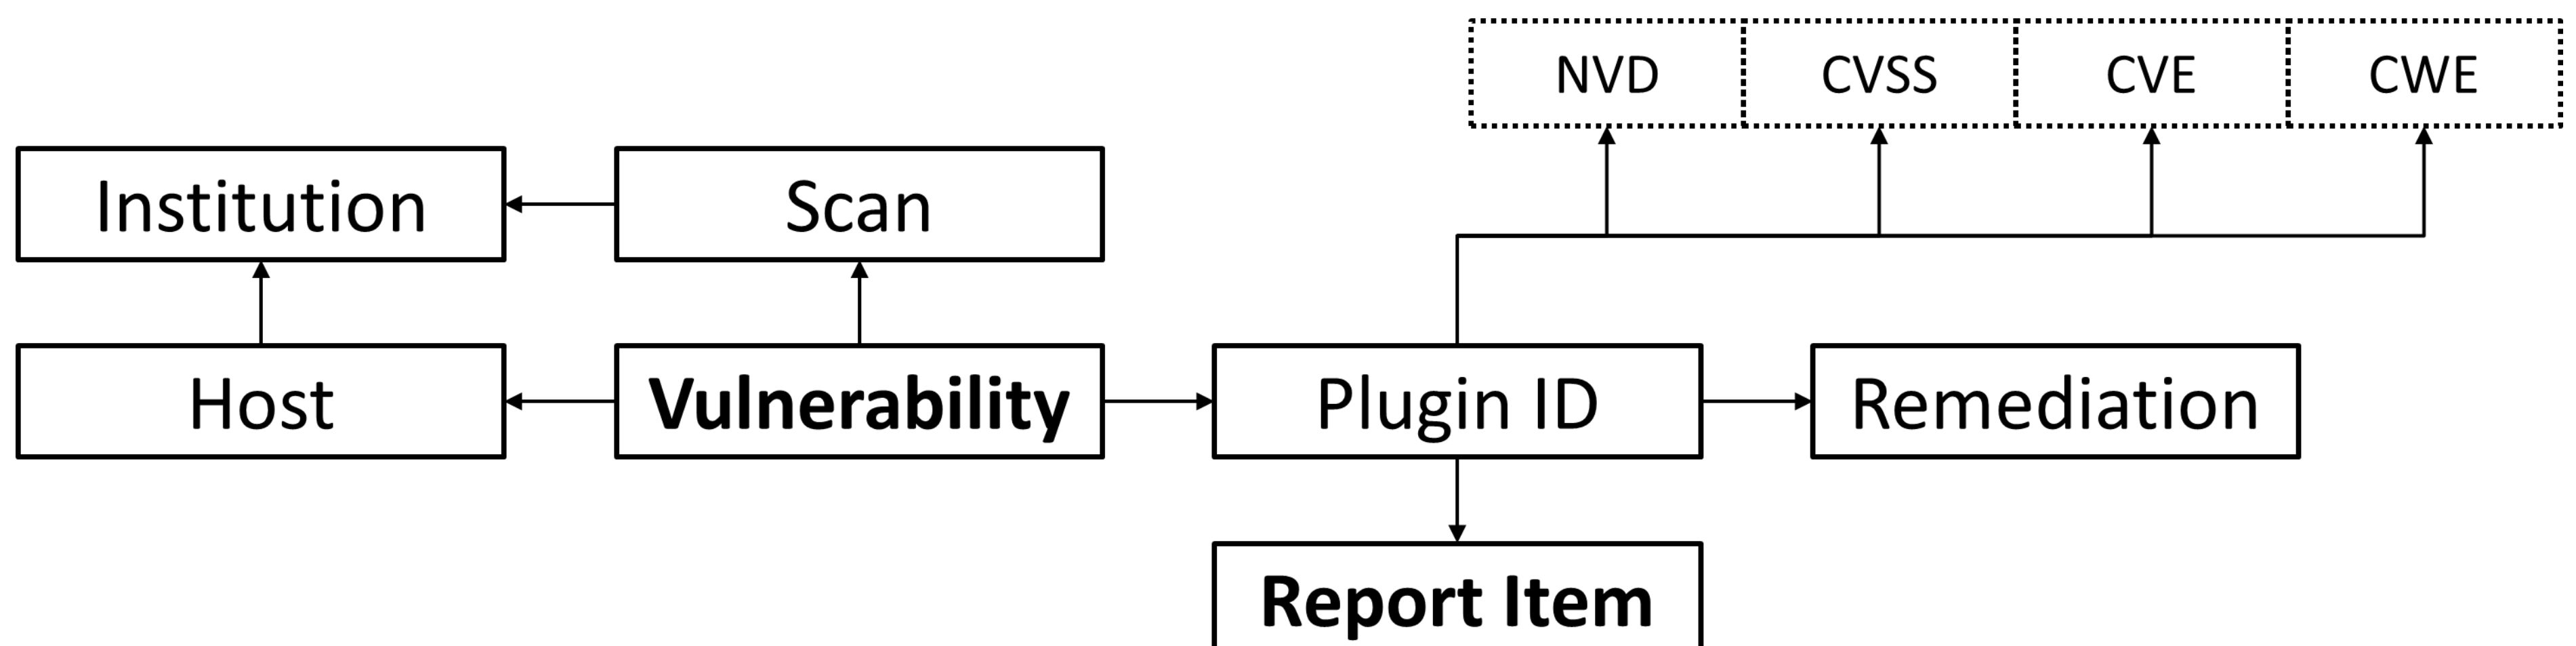 NVD
CVSS
CVE
CWE
Institution
Scan
Host
Vulnerability
Plugin ID
Remediation
Report Item